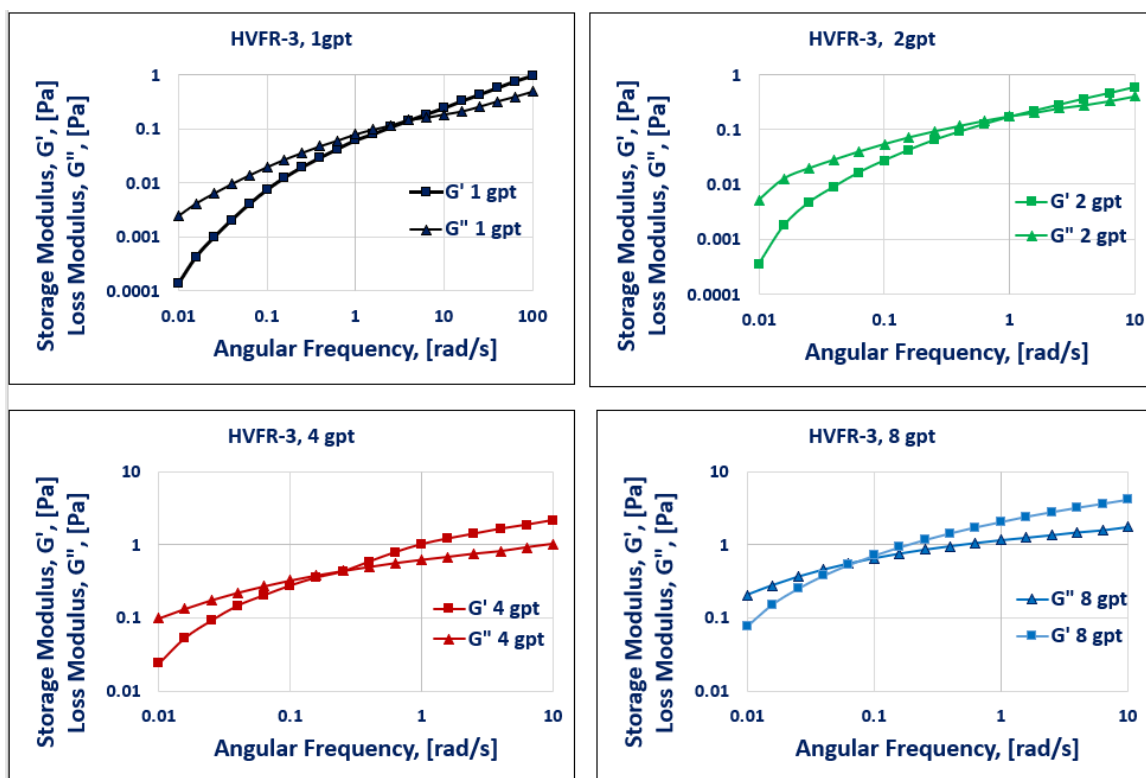 HVFR-3, 1gpt
Storage Modulus, G', [Pa]
Loss Modulus, G", [Pa]
1
0.1
0.01
0.001
0.0001
G' 1 gpt
G" 1 gpt
0.01 0.1 1 10 100
Angular Frequency, [rad/s]
HVFR-3, 2gpt
Storage Modulus, G', [Pa]
Loss Modulus, G", [Pa]
1
0.1
0.01
0.001
0.0001
G' 2 gpt
G" 2 gpt
0.01 0.1 1 10
Angular Frequency, [rad/s]
HVFR-3, 4 gpt
Storage Modulus, G', [Pa]
Loss Modulus, G", [Pa]
10
1
0.1
0.01
G' 4 gpt
G" 4 gpt
0.01 0.1 1 10
Angular Frequency, [rad/s]
HVFR-3, 8 gpt
Storage Modulus, G', [Pa]
Loss Modulus, G", [Pa]
10
1
0.1
0.01
G" 8 gpt
G' 8 gpt
0.01 0.1 1 10
Angular Frequency, [rad/s]